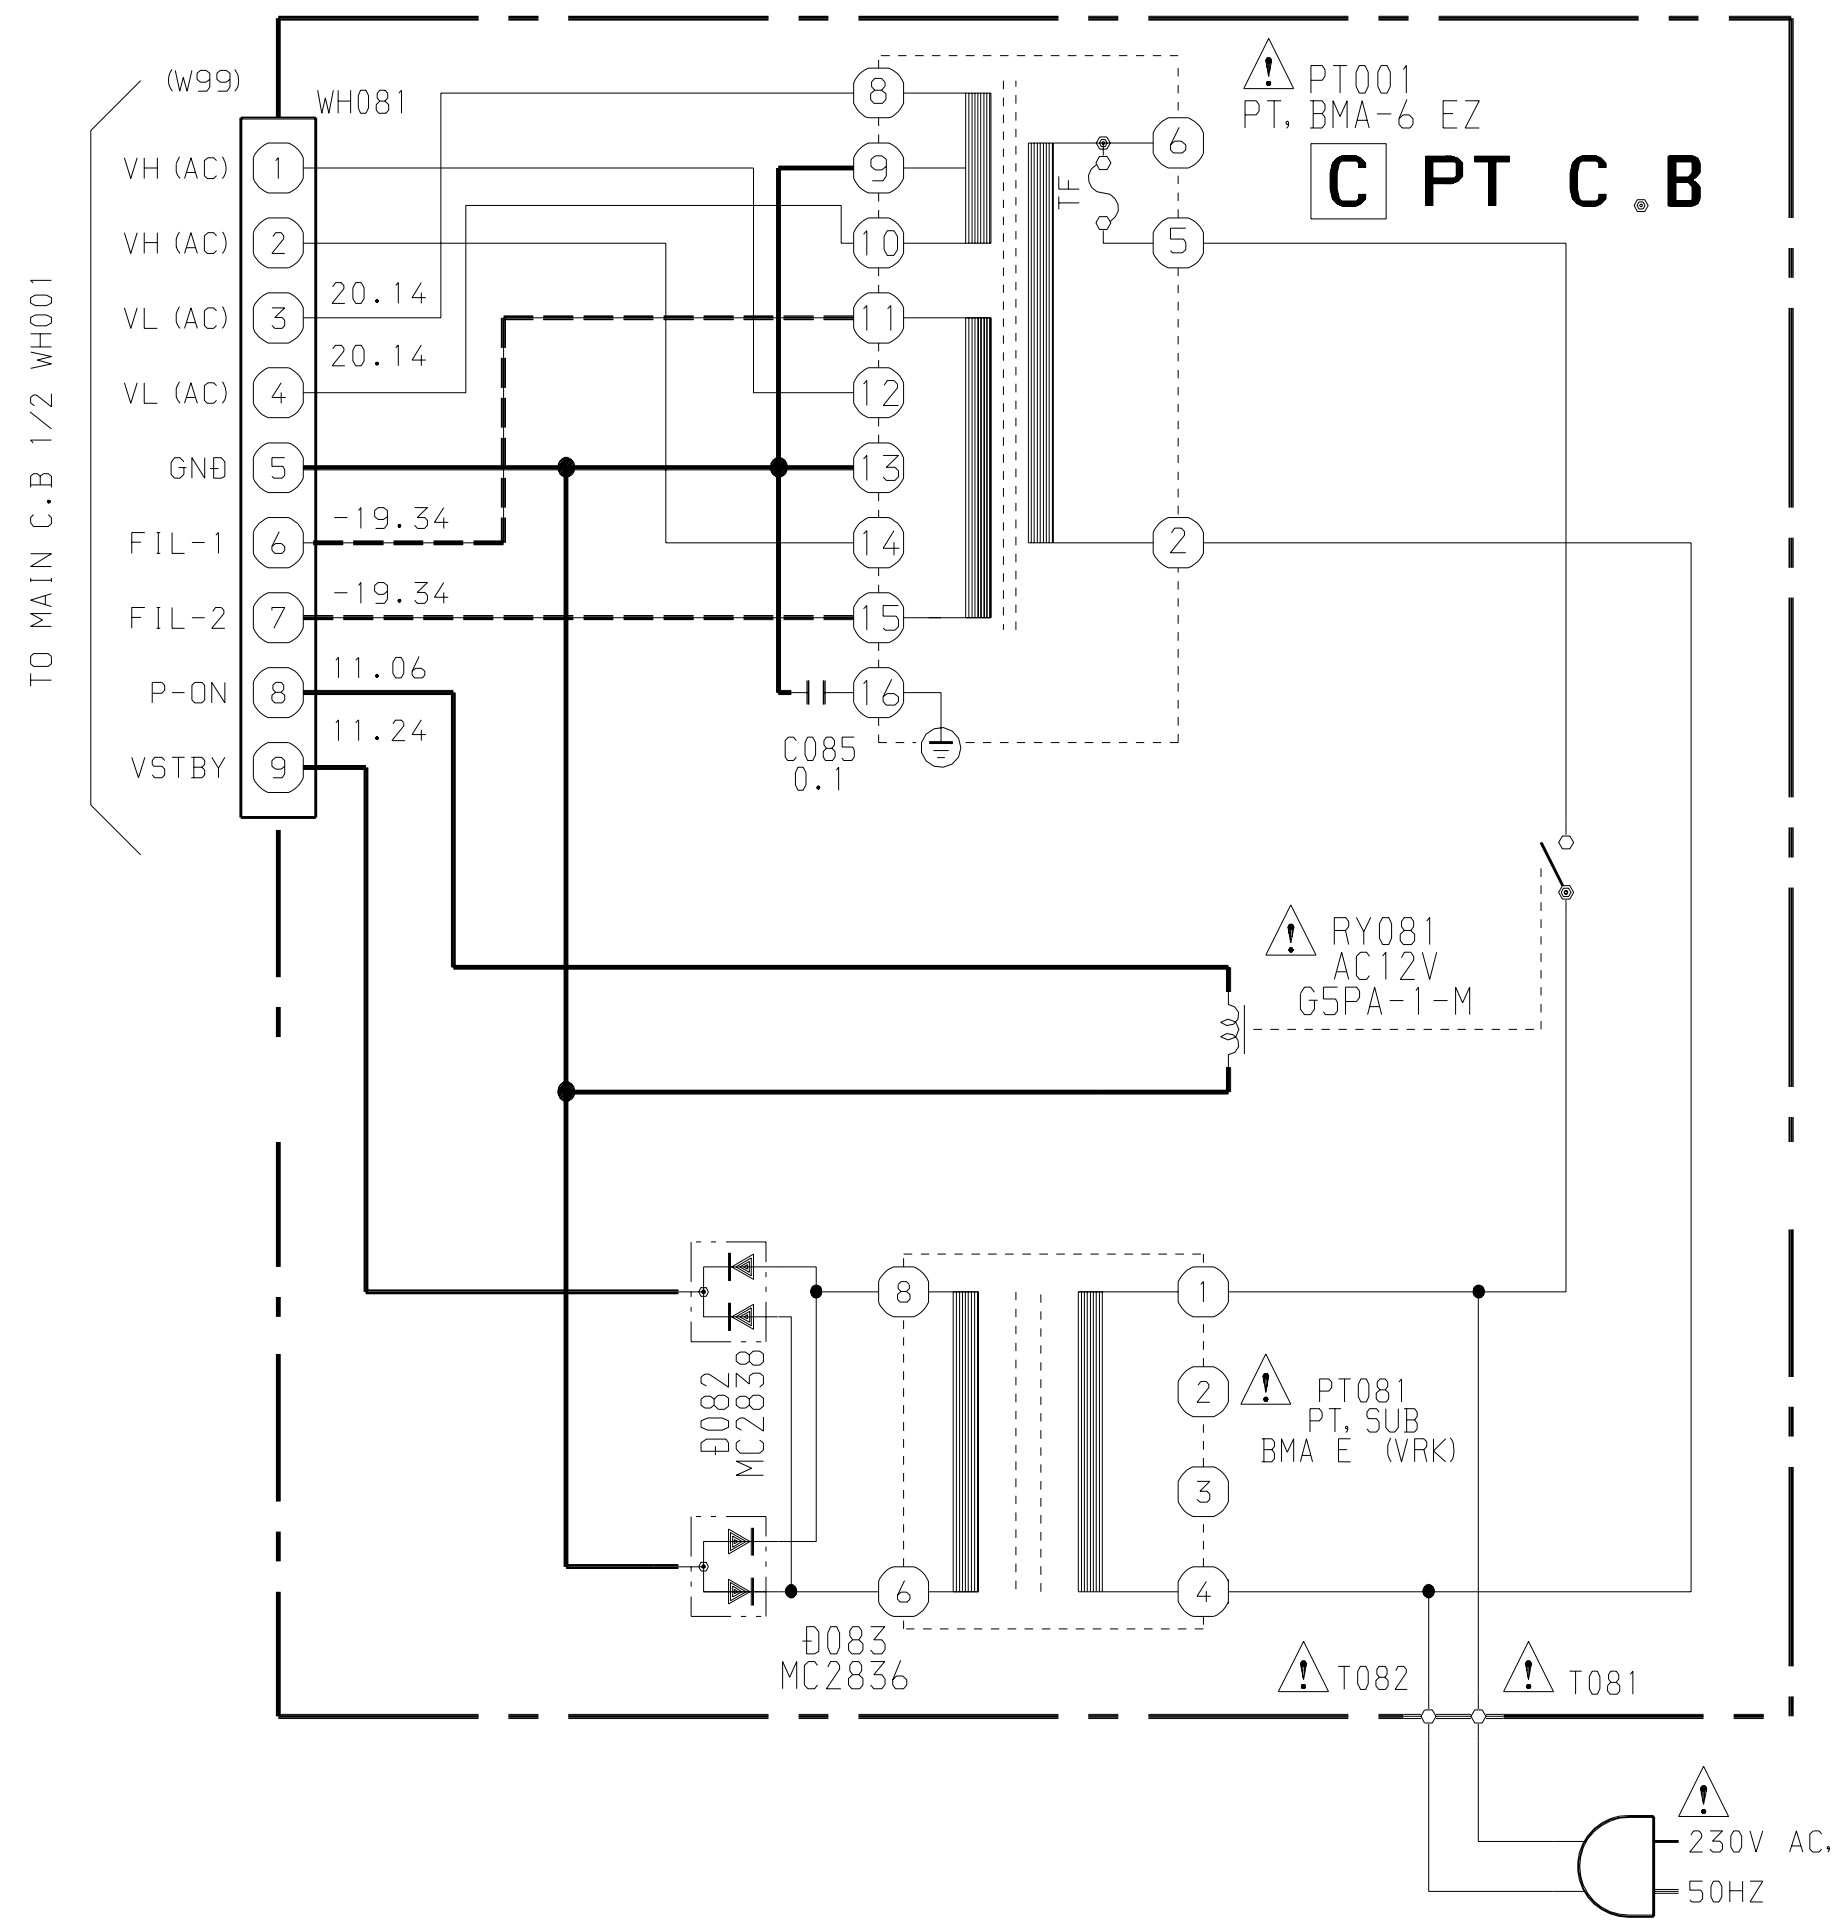 (W99)
WH081
TO MAIN C.B 1/2 WH001
VH (AC) 1
VH (AC) 2
VL (AC) 3
20.14
VL (AC) 4
20.14
GND 5
FIL-1 6
-19.34
FIL-2 7
-19.34
P-ON 8
11.06
VSTBY 9
11.24
8
9
10
11
12
13
14
15
16
C085
0.1
TF
6
5
2
! PT001
PT, BMA-6 EZ
C PT C.B
! RY081
AC12V
G5PA-1-M
D082
MC2838
D083
MC2836
8
6
1
2
3
4
! PT081
PT, SUB
BMA E (VRK)
! T082
! T081
!
230V AC,
50HZ